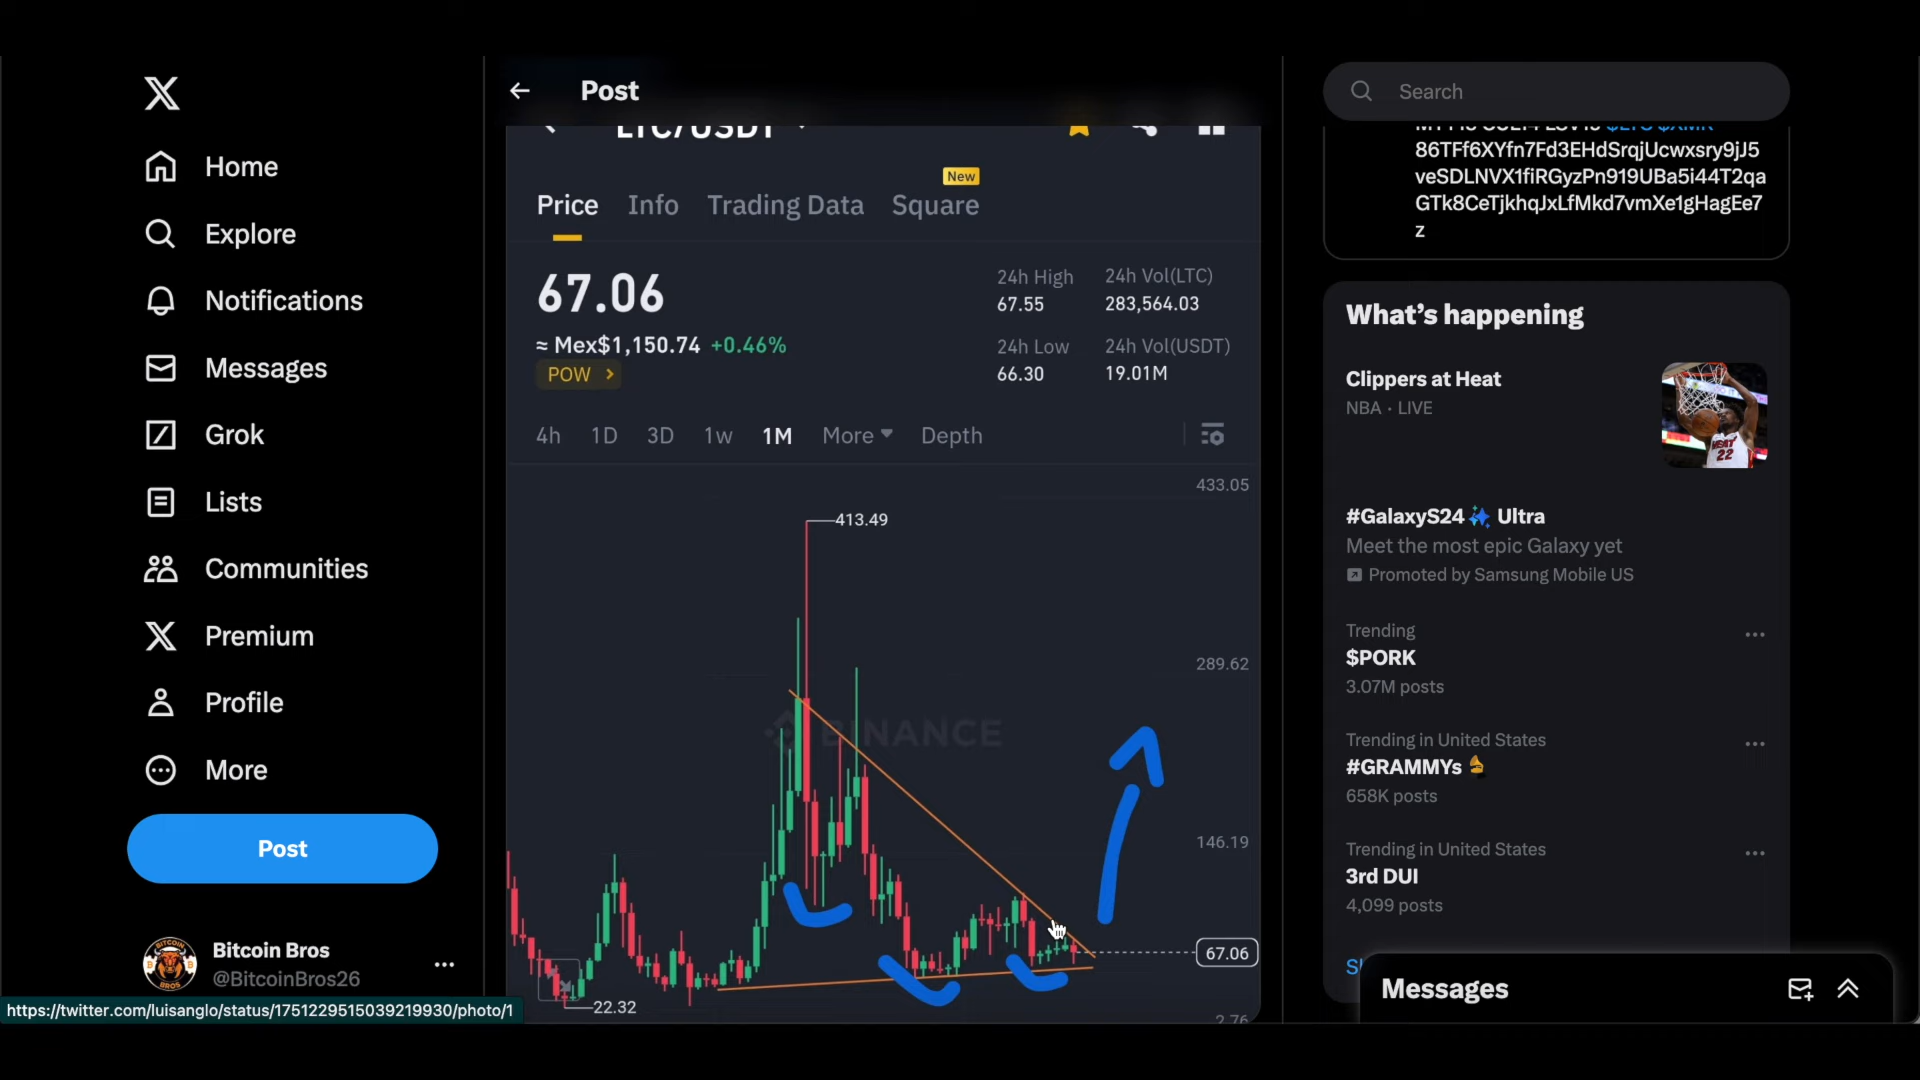 Home
Explore
Notifications
Messages
Grok
Lists
Communities
Premium
Profile
More
Post
Bitcoin Bros
@BitcoinBros26
https://twitter.com/luisanglo/status/1751229515039219930/photo/1
Post
LTC/USDT
New
Price Info Trading Data Square
67.06
≈ Mex$1,150.74 +0.46%
POW
24h High
67.55
24h Vol(LTC)
283,564.03
24h Low
66.30
24h Vol(USDT)
19.01M
4h 1D 3D 1w 1M More Depth
433.05
413.49
289.62
BINANCE
146.19
67.06
22.32
2.76
Search
86TFf6XYfn7Fd3EHdSrqjUcwxsry9jJ5
veSDLNVX1fiRGyzPn919UBa5i44T2qa
GTk8CeTjkhqJxLfMkd7vmXe1gHagEe7
z
What's happening
Clippers at Heat
NBA · LIVE
HEAT
22
#GalaxyS24 Ultra
Meet the most epic Galaxy yet
Promoted by Samsung Mobile US
Trending
$PORK
3.07M posts
Trending in United States
#GRAMMYs
658K posts
Trending in United States
3rd DUI
4,099 posts
Messages